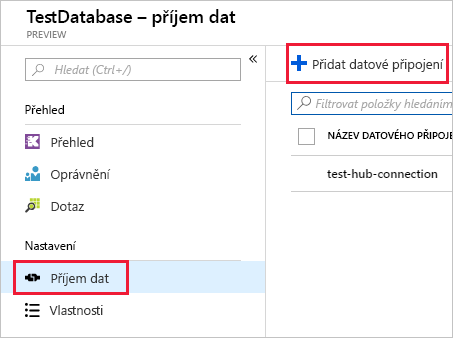 TestDatabase – příjem dat
PREVIEW
Hledat (Ctrl+/)
«
Přehled
Přehled
Oprávnění
Dotaz
Nastavení
Příjem dat
Vlastnosti
Přidat datové připojení
Filtrovat položky hledáním
NÁZEV DATOVÉHO PŘIPOJE
test-hub-connection